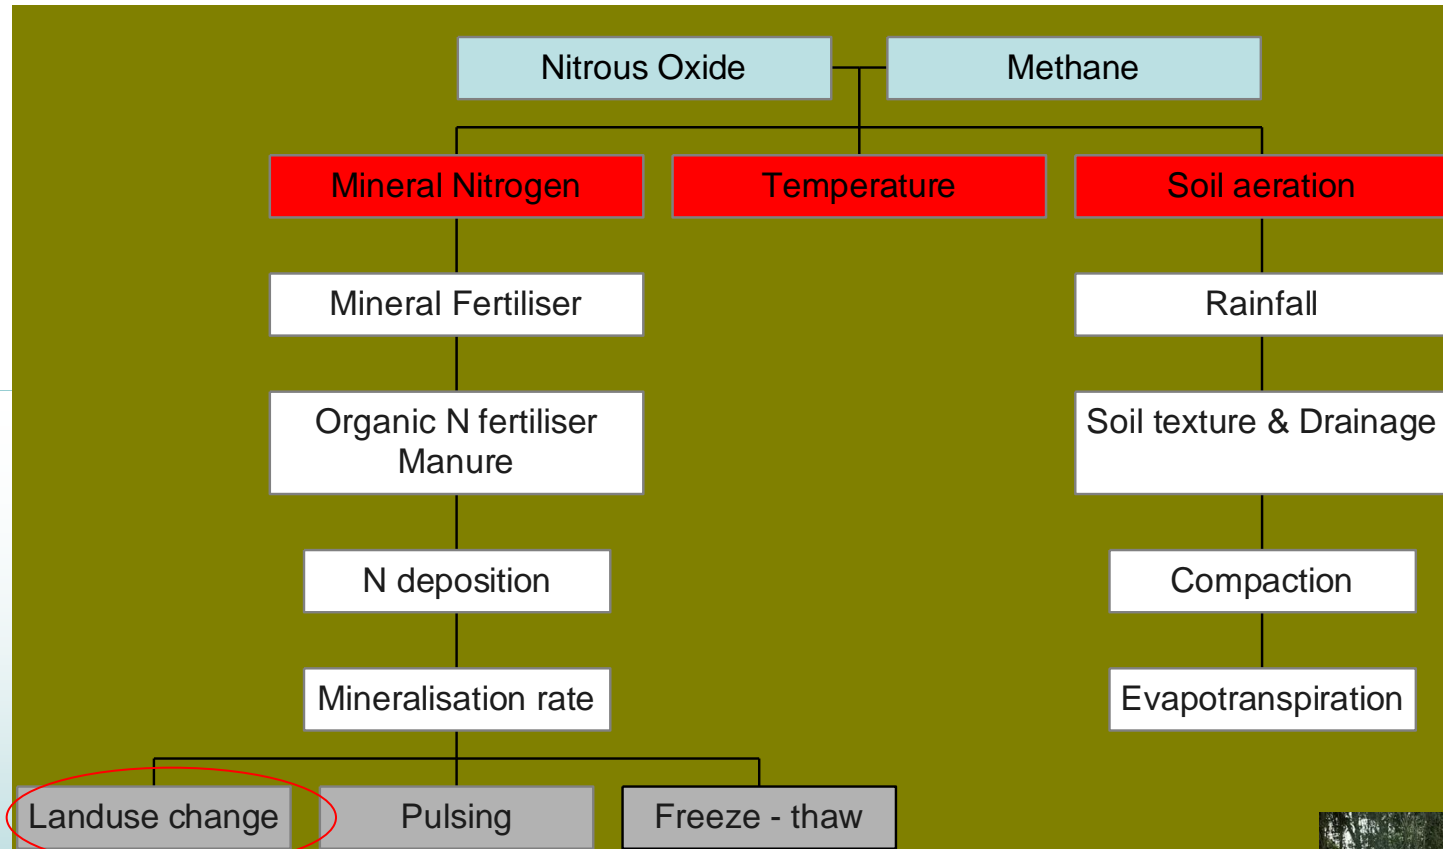 Nitrous Oxide
Methane
Mineral Nitrogen
Temperature
Soil aeration
Mineral Fertiliser
Rainfall
Organic N fertiliser
Manure
Soil texture & Drainage
N deposition
Compaction
Mineralisation rate
Evapotranspiration
Landuse change
Pulsing
Freeze - thaw